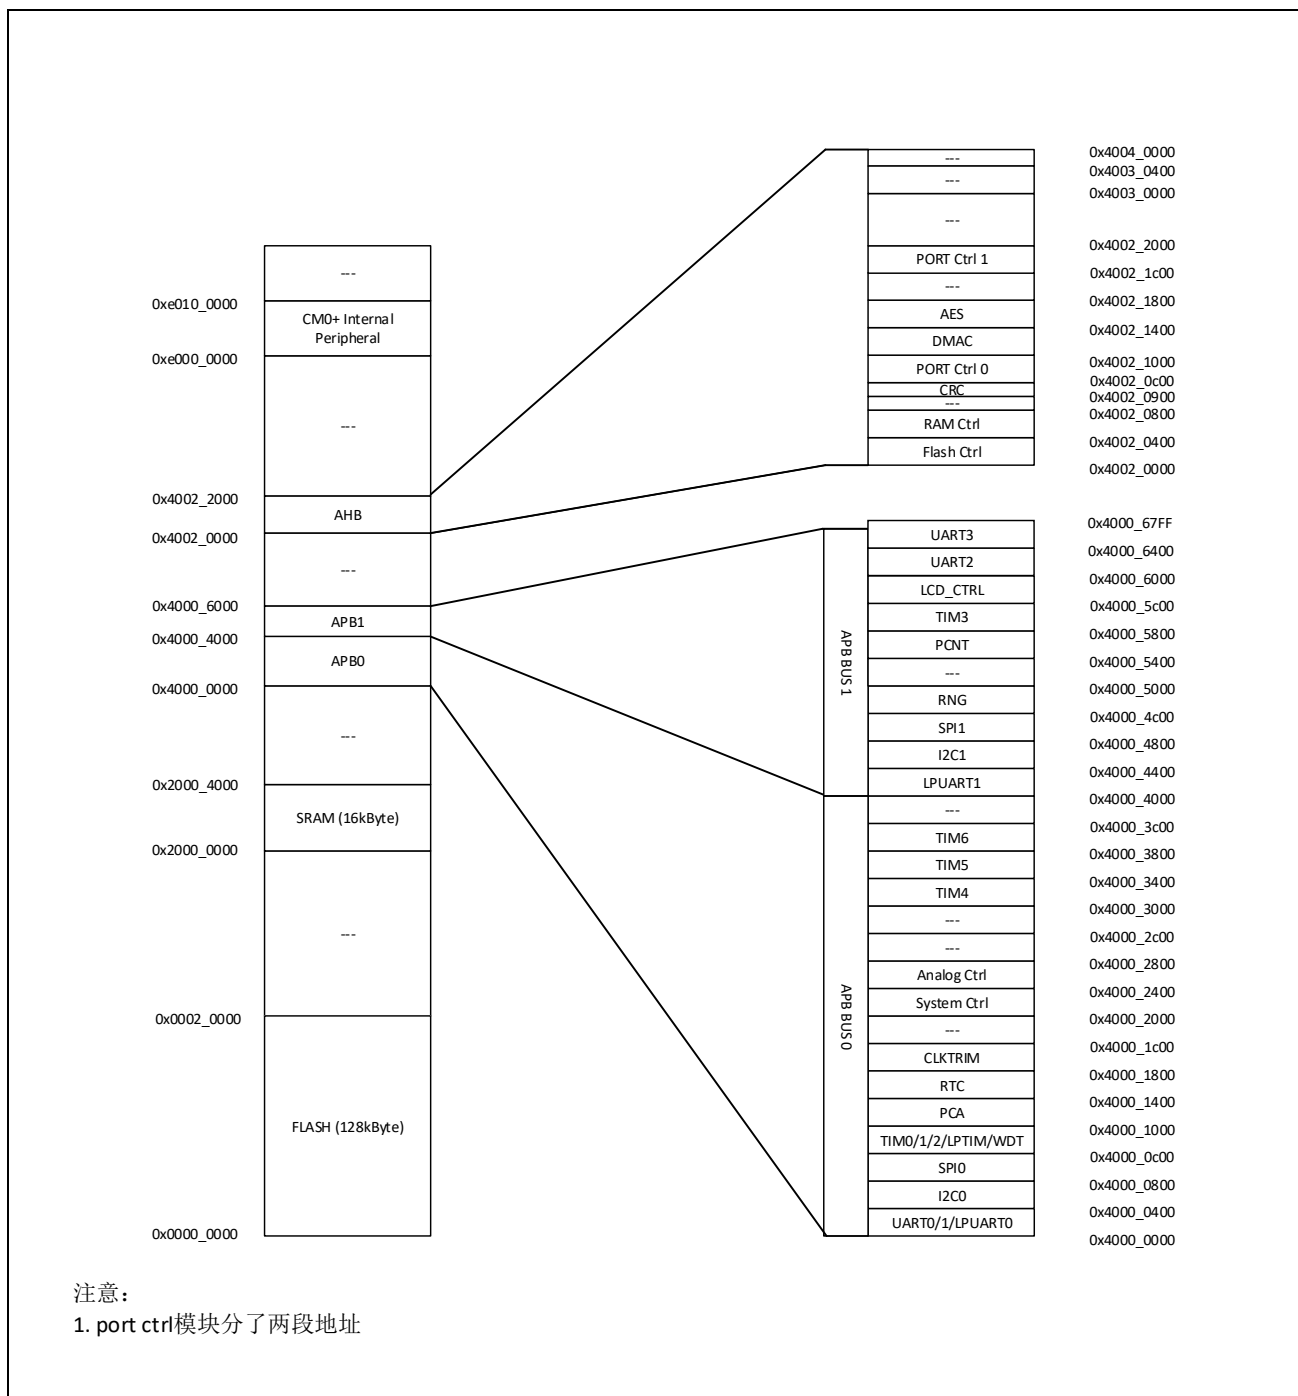 ---
0xe010_0000
CM0+ Internal
Peripheral
0xe000_0000
---
0x4002_2000
AHB
0x4002_0000
---
0x4000_6000
APB1
0x4000_4000
APB0
0x4000_0000
---
0x2000_4000
SRAM (16kByte)
0x2000_0000
---
0x0002_0000
FLASH (128kByte)
0x0000_0000
0x4004_0000
---
0x4003_0400
---
0x4003_0000
---
0x4002_2000
PORT Ctrl 1
0x4002_1c00
---
0x4002_1800
AES
0x4002_1400
DMAC
0x4002_1000
PORT Ctrl 0
0x4002_0c00
CRC
0x4002_0900
---
0x4002_0800
RAM Ctrl
0x4002_0400
Flash Ctrl
0x4002_0000
APB BUS 1
0x4000_67FF
UART3
0x4000_6400
UART2
0x4000_6000
LCD_CTRL
0x4000_5c00
TIM3
0x4000_5800
PCNT
0x4000_5400
---
0x4000_5000
RNG
0x4000_4c00
SPI1
0x4000_4800
I2C1
0x4000_4400
LPUART1
0x4000_4000
APB BUS 0
---
0x4000_3c00
TIM6
0x4000_3800
TIM5
0x4000_3400
TIM4
0x4000_3000
---
0x4000_2c00
---
0x4000_2800
Analog Ctrl
0x4000_2400
System Ctrl
0x4000_2000
---
0x4000_1c00
CLKTRIM
0x4000_1800
RTC
0x4000_1400
PCA
0x4000_1000
TIM0/1/2/LPTIM/WDT
0x4000_0c00
SPI0
0x4000_0800
I2C0
0x4000_0400
UART0/1/LPUART0
0x4000_0000
注意：
1. port ctrl模块分了两段地址